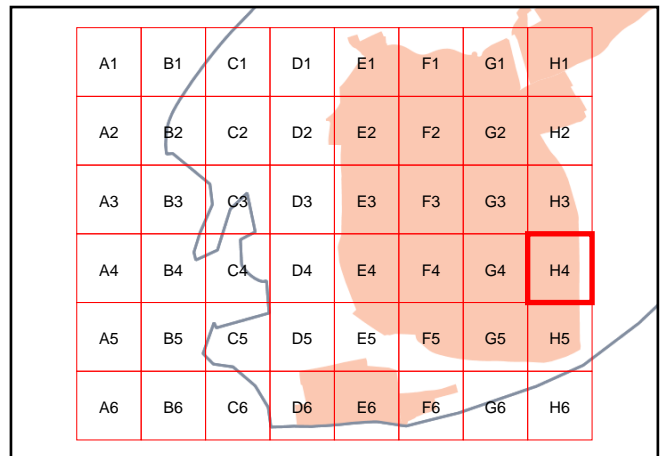 A1 B1 C1 D1 E1 F1 G1 H1
A2 B2 C2 D2 E2 F2 G2 H2
A3 B3 C3 D3 E3 F3 G3 H3
A4 B4 C4 D4 E4 F4 G4 H4
A5 B5 C5 D5 E5 F5 G5 H5
A6 B6 C6 D6 E6 F6 G6 H6